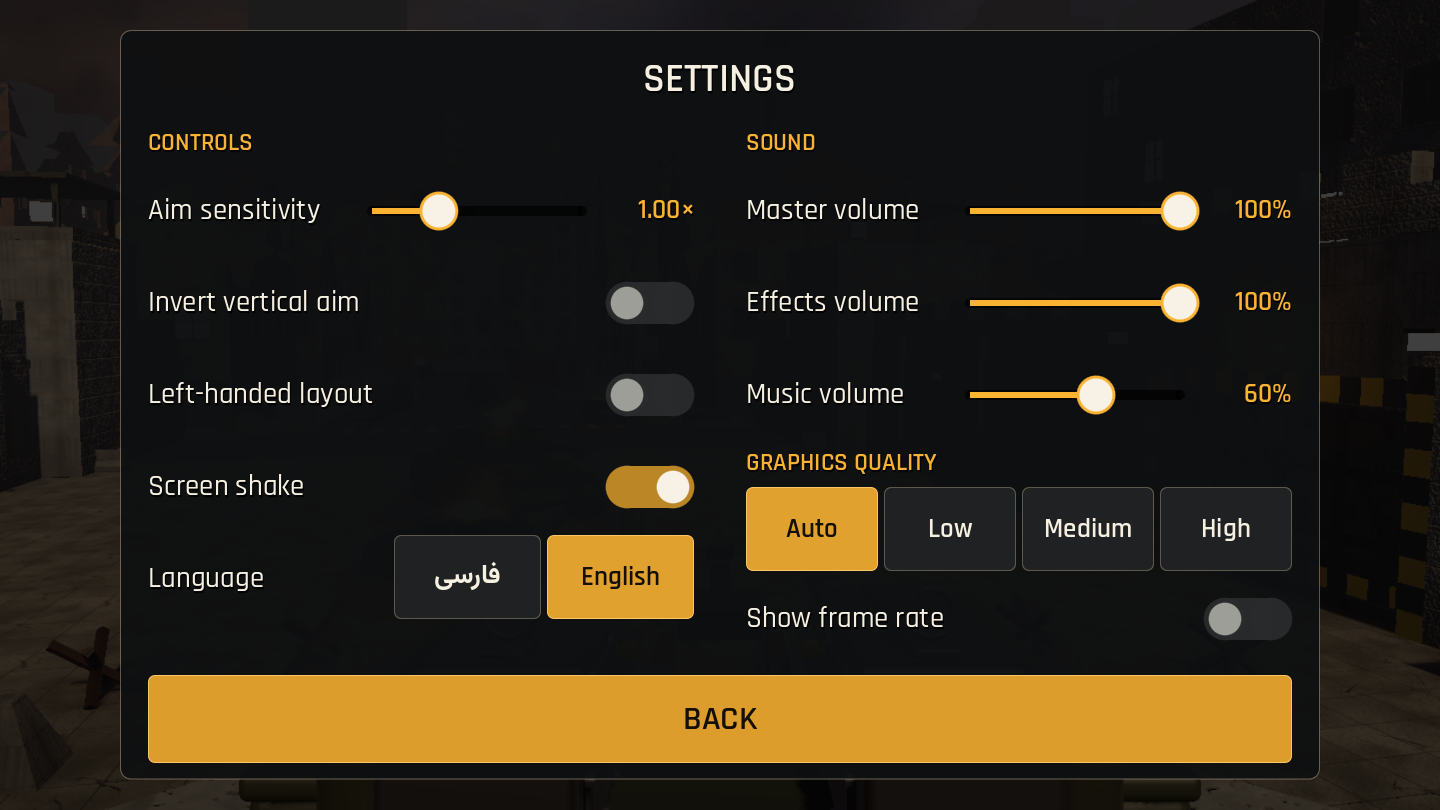 SETTINGS
CONTROLS
Aim sensitivity 1.00×
Invert vertical aim
Left-handed layout
Screen shake
Language فارسی English
SOUND
Master volume 100%
Effects volume 100%
Music volume 60%
GRAPHICS QUALITY
Auto Low Medium High
Show frame rate
BACK